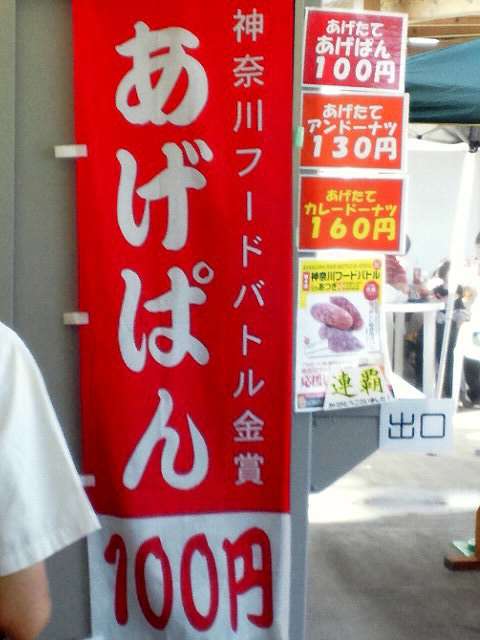 神奈川フードバトル金賞
あげぱん
100円
あげたて
あげぱん
100円
あげたて
アンドーナツ
130円
あげたて
カレードーナツ
160円
神奈川フードバトル
あつぎ
連覇
出口